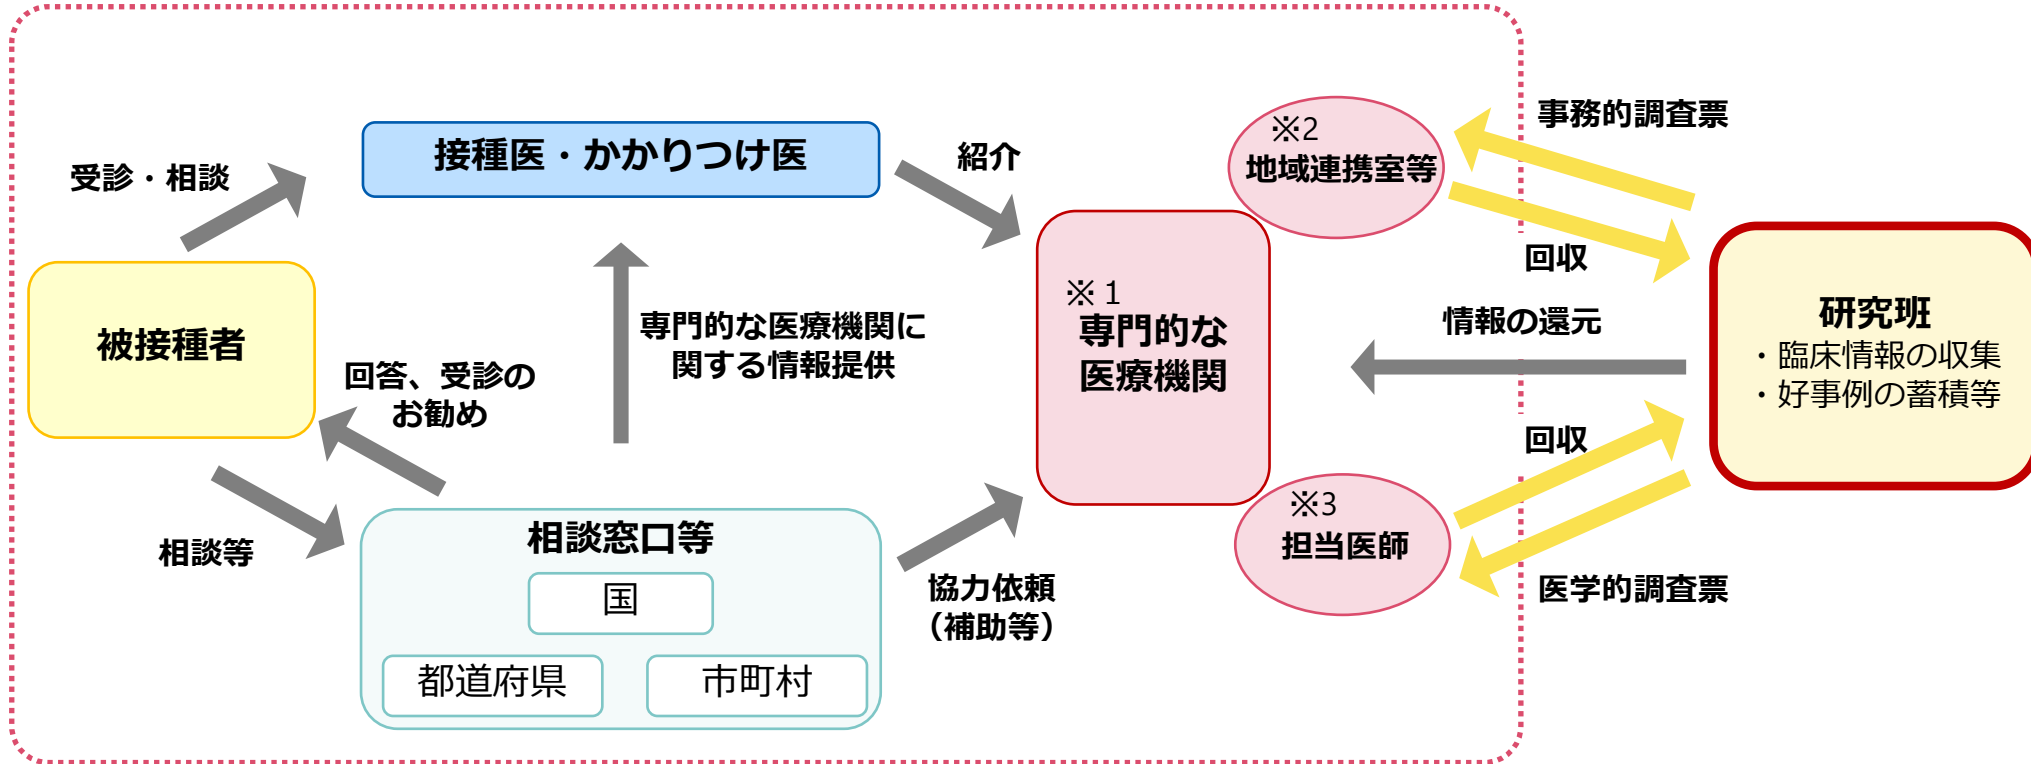 受診・相談
接種医・かかりつけ医
紹介
※2
地域連携室等
事務的調査票
回収
被接種者
専門的な医療機関に
関する情報提供
回答、受診の
お勧め
※１
専門的な
医療機関
情報の還元
研究班
・臨床情報の収集
・好事例の蓄積等
回収
相談等
相談窓口等
国
都道府県
市町村
協力依頼
（補助等）
※3
担当医師
医学的調査票